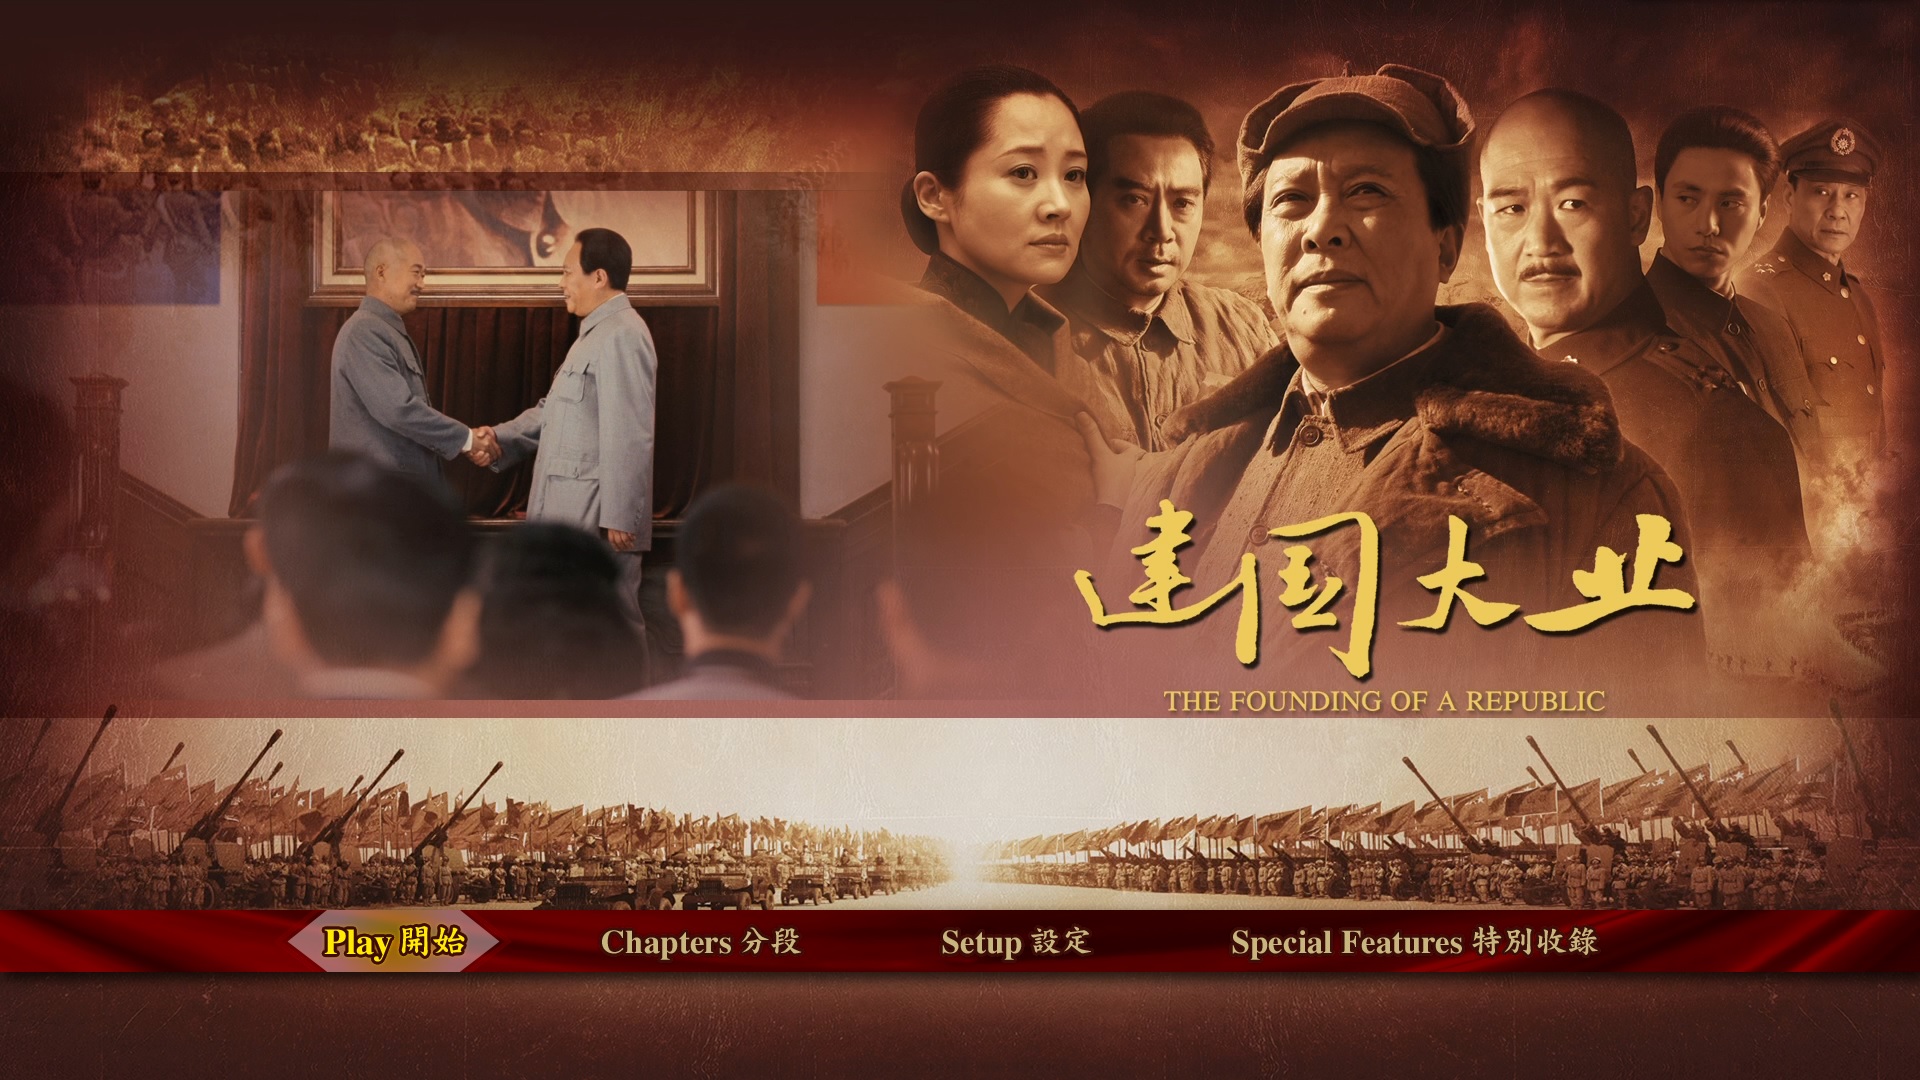 建国大业
THE FOUNDING OF A REPUBLIC
Play 開始
Chapters 分段
Setup 設定
Special Features 特別收錄